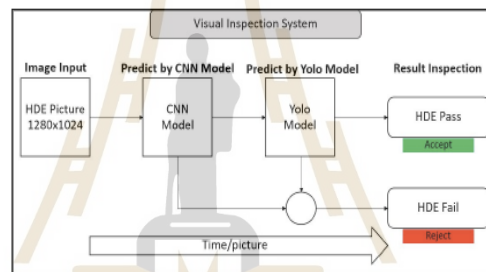 Visual Inspection System
Image Input
Predict by CNN Model
Predict by Yolo Model
Result Inspection
HDE Picture
1280x1024
CNN
Model
Yolo
Model
HDE Pass
Accept
HDE Fail
Reject
Time/picture